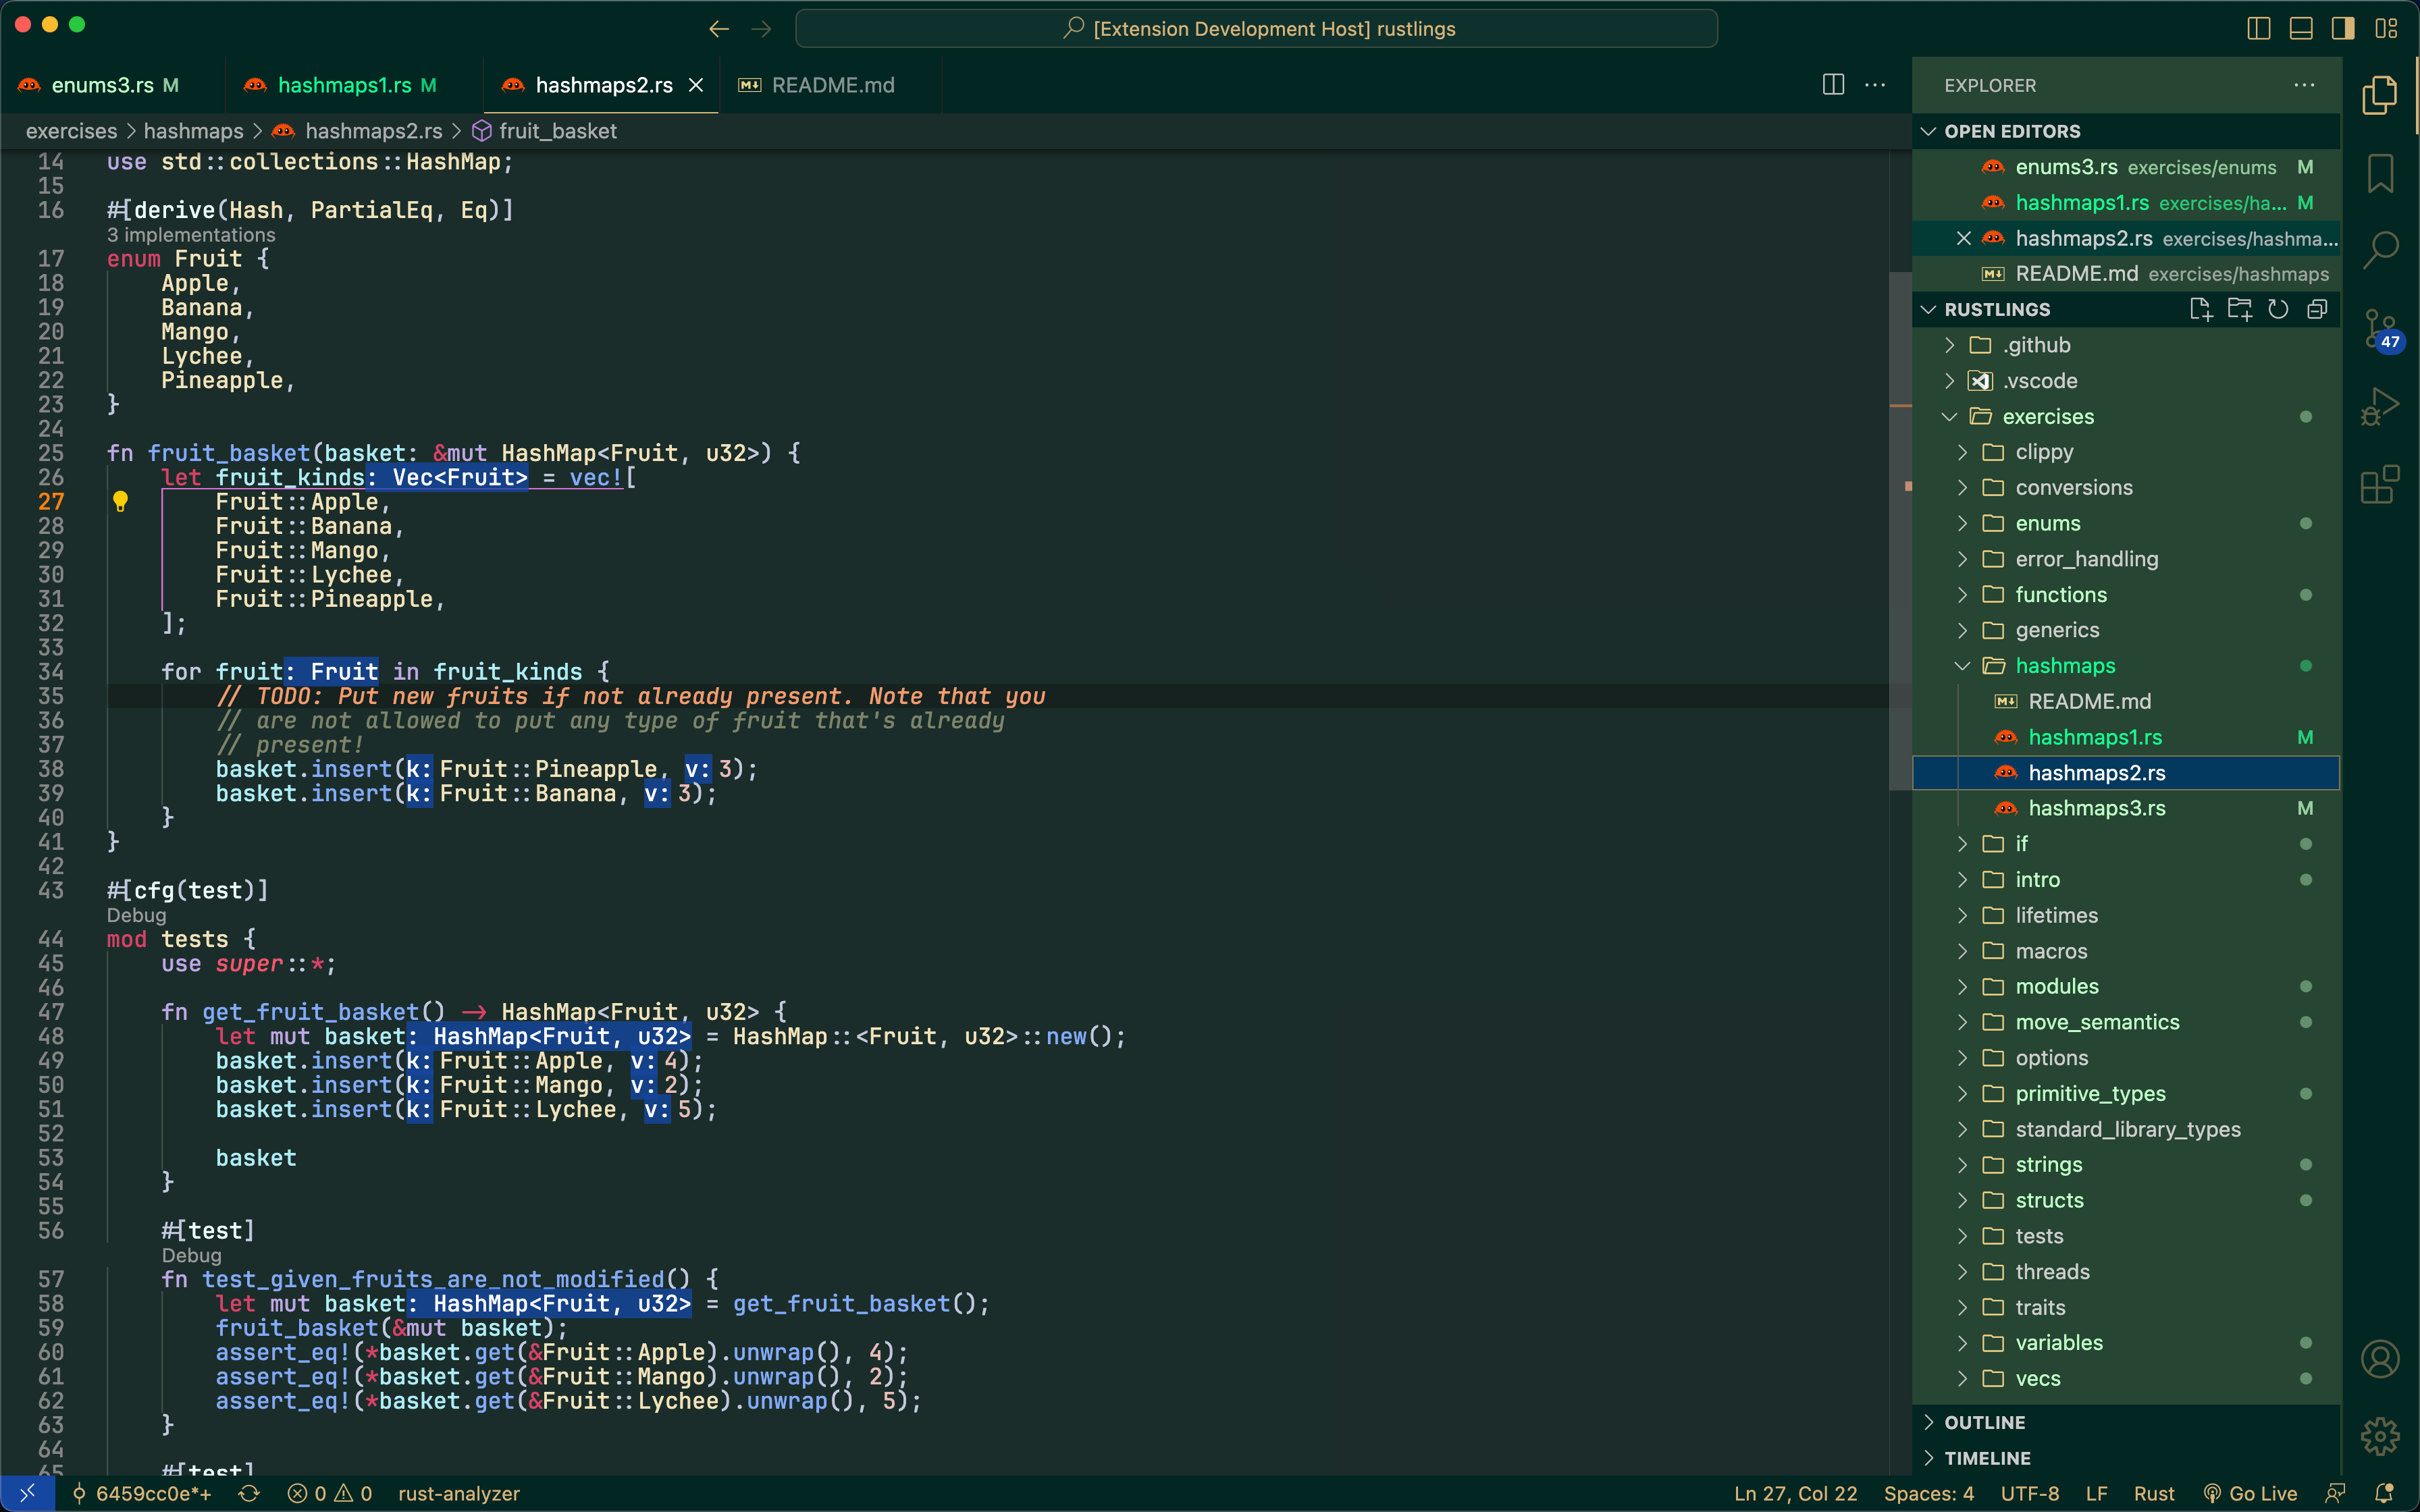 [Extension Development Host] rustlings
enums3.rs M hashmaps1.rs M hashmaps2.rs README.md
exercises > hashmaps > hashmaps2.rs > fruit_basket
14 use std::collections::HashMap;
15
16 #[derive(Hash, PartialEq, Eq)]
3 implementations
17 enum Fruit {
18 Apple,
19 Banana,
20 Mango,
21 Lychee,
22 Pineapple,
23 }
24
25 fn fruit_basket(basket: &mut HashMap<Fruit, u32>) {
26 let fruit_kinds: Vec<Fruit> = vec![
27 Fruit::Apple,
28 Fruit::Banana,
29 Fruit::Mango,
30 Fruit::Lychee,
31 Fruit::Pineapple,
32 ];
33
34 for fruit: Fruit in fruit_kinds {
35 // TODO: Put new fruits if not already present. Note that you
36 // are not allowed to put any type of fruit that's already
37 // present!
38 basket.insert(k: Fruit::Pineapple, v: 3);
39 basket.insert(k: Fruit::Banana, v: 3);
40 }
41 }
42
43 #[cfg(test)]
Debug
44 mod tests {
45 use super::*;
46
47 fn get_fruit_basket() -> HashMap<Fruit, u32> {
48 let mut basket: HashMap<Fruit, u32> = HashMap::<Fruit, u32>::new();
49 basket.insert(k: Fruit::Apple, v: 4);
50 basket.insert(k: Fruit::Mango, v: 2);
51 basket.insert(k: Fruit::Lychee, v: 5);
52
53 basket
54 }
55
56 #[test]
Debug
57 fn test_given_fruits_are_not_modified() {
58 let mut basket: HashMap<Fruit, u32> = get_fruit_basket();
59 fruit_basket(&mut basket);
60 assert_eq!(*basket.get(&Fruit::Apple).unwrap(), 4);
61 assert_eq!(*basket.get(&Fruit::Mango).unwrap(), 2);
62 assert_eq!(*basket.get(&Fruit::Lychee).unwrap(), 5);
63 }
64
65 #[test]
EXPLORER
OPEN EDITORS
enums3.rs exercises/enums M
hashmaps1.rs exercises/ha... M
hashmaps2.rs exercises/hashma...
README.md exercises/hashmaps
RUSTLINGS
.github
.vscode
exercises
clippy
conversions
enums
error_handling
functions
generics
hashmaps
README.md
hashmaps1.rs M
hashmaps2.rs
hashmaps3.rs M
if
intro
lifetimes
macros
modules
move_semantics
options
primitive_types
standard_library_types
strings
structs
tests
threads
traits
variables
vecs
OUTLINE
TIMELINE
47
6459cc0e*+ 0 0 rust-analyzer Ln 27, Col 22 Spaces: 4 UTF-8 LF Rust Go Live